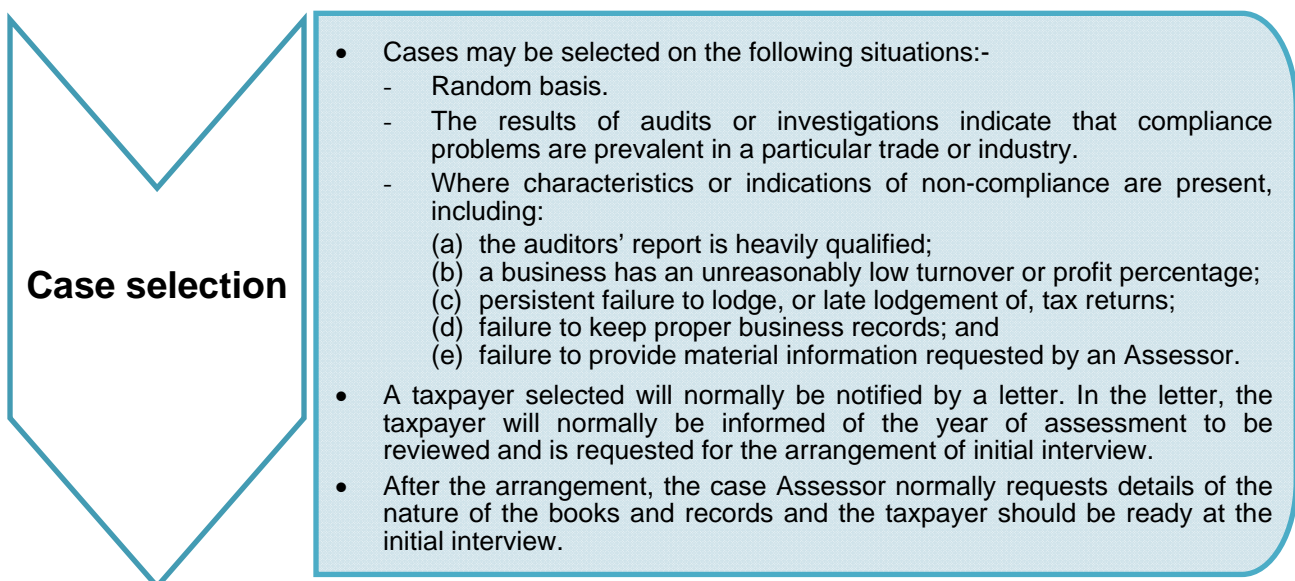 Case selection
• Cases may be selected on the following situations:-
- Random basis.
- The results of audits or investigations indicate that compliance
problems are prevalent in a particular trade or industry.
- Where characteristics or indications of non-compliance are present,
including:
(a) the auditors' report is heavily qualified;
(b) a business has an unreasonably low turnover or profit percentage;
(c) persistent failure to lodge, or late lodgement of, tax returns;
(d) failure to keep proper business records; and
(e) failure to provide material information requested by an Assessor.
• A taxpayer selected will normally be notified by a letter. In the letter, the
taxpayer will normally be informed of the year of assessment to be
reviewed and is requested for the arrangement of initial interview.
• After the arrangement, the case Assessor normally requests details of the
nature of the books and records and the taxpayer should be ready at the
initial interview.